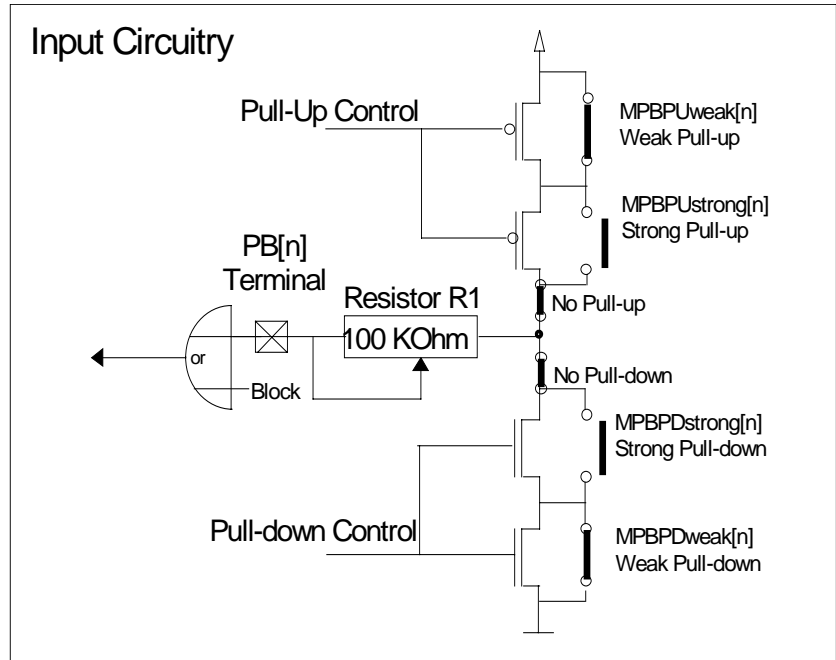 Input Circuitry
Pull-Up Control
MPBPUweak[n]
Weak Pull-up
MPBPUstrong[n]
Strong Pull-up
PB[n]
Terminal
Resistor R1
100 KOhm
No Pull-up
or
Block
No Pull-down
MPBPDstrong[n]
Strong Pull-down
Pull-down Control
MPBPDweak[n]
Weak Pull-down